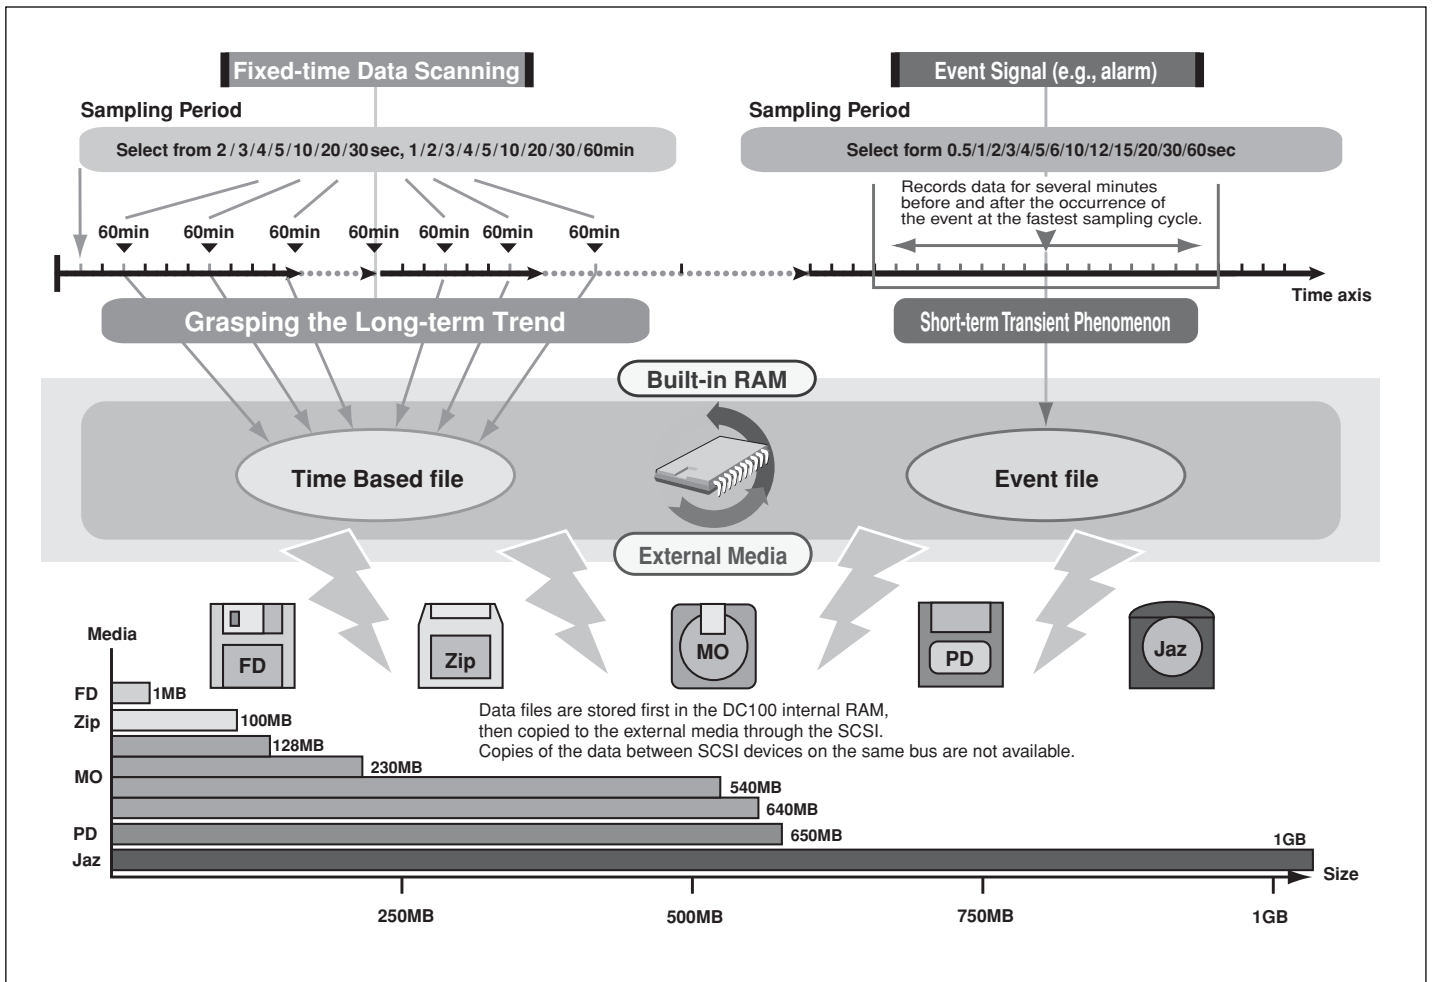 Fixed-time Data Scanning
Event Signal (e.g., alarm)
Sampling Period
Sampling Period
Select from 2/3/4/5/10/20/30 sec, 1/2/3/4/5/10/20/30/60min
Select form 0.5/1/2/3/4/5/6/10/12/15/20/30/60sec
Records data for several minutes
before and after the occurrence of
the event at the fastest sampling cycle.
60min 60min 60min 60min 60min 60min 60min
Time axis
Grasping the Long-term Trend
Short-term Transient Phenomenon
Built-in RAM
Time Based file
Event file
External Media
FD
Zip
MO
PD
Jaz
Media
FD 1MB
Zip 100MB
128MB
MO 230MB
540MB
640MB
PD 650MB
Jaz 1GB
Data files are stored first in the DC100 internal RAM,
then copied to the external media through the SCSI.
Copies of the data between SCSI devices on the same bus are not available.
Size
250MB 500MB 750MB 1GB